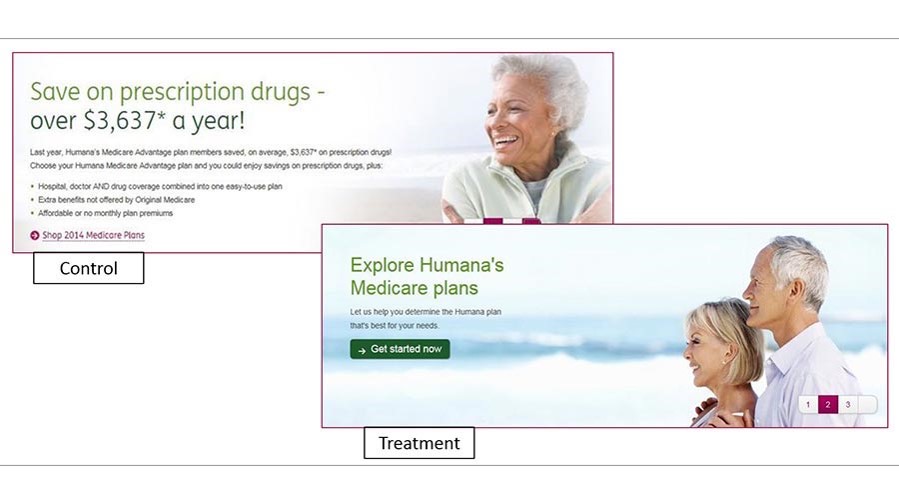 Save on prescription drugs -
over $3,637* a year!
Last year, Humana's Medicare Advantage plan members saved, on average, $3,637* on prescription drugs!
Choose your Humana Medicare Advantage plan and you could enjoy savings on prescription drugs, plus:
• Hospital, doctor AND drug coverage combined into one easy-to-use plan
• Extra benefits not offered by Original Medicare
• Affordable or no monthly plan premiums
Shop 2014 Medicare Plans
Control
Explore Humana's
Medicare plans
Let us help you determine the Humana plan
that's best for your needs.
Get started now
1 2 3
Treatment